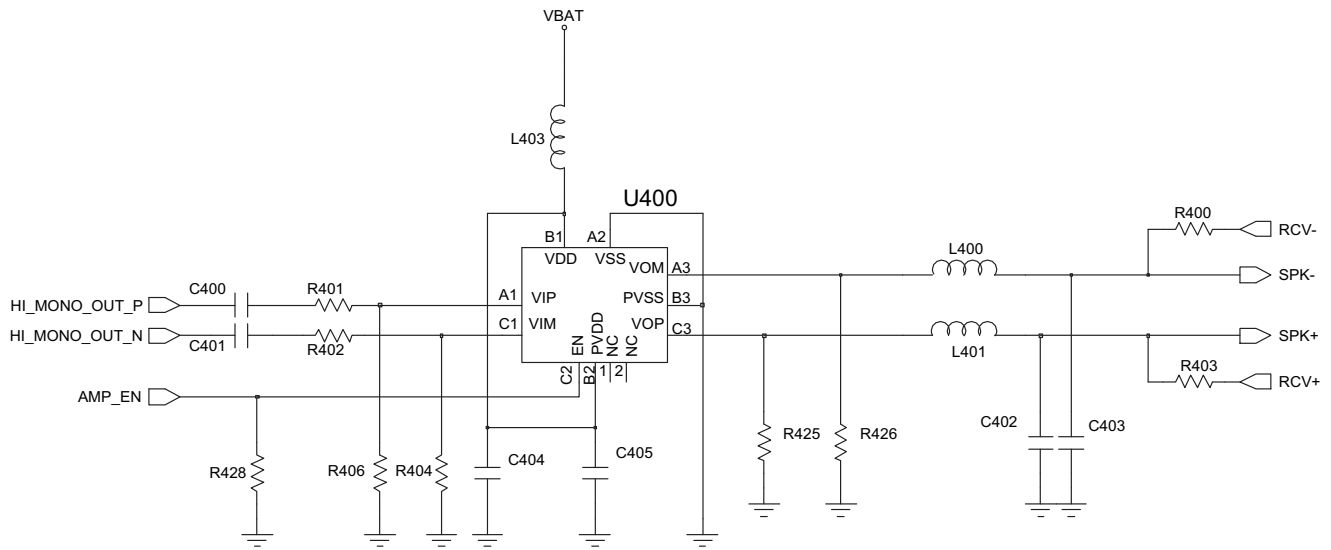 VBAT
L403
U400
B1
A2
VDD
VSS
R400
RCV-
L400
VOM
A3
SPK-
C400
R401
HI_MONO_OUT_P
A1
VIP
PVSS
B3
HI_MONO_OUT_N
C401
R402
C1
VIM
VOP
C3
L401
SPK+
EN
PVDD
NC
NC
C2
B2
1
2
R403
RCV+
AMP_EN
R428
R406
R404
C404
C405
R425
R426
C402
C403